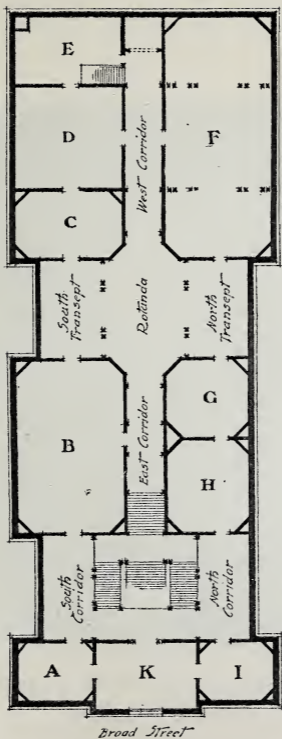 E
D
F
West Corridor
C
South
Transept
Rotunda
North
Transept
B
G
East Corridor
H
South
Corridor
North
Corridor
A
K
I
Broad Street